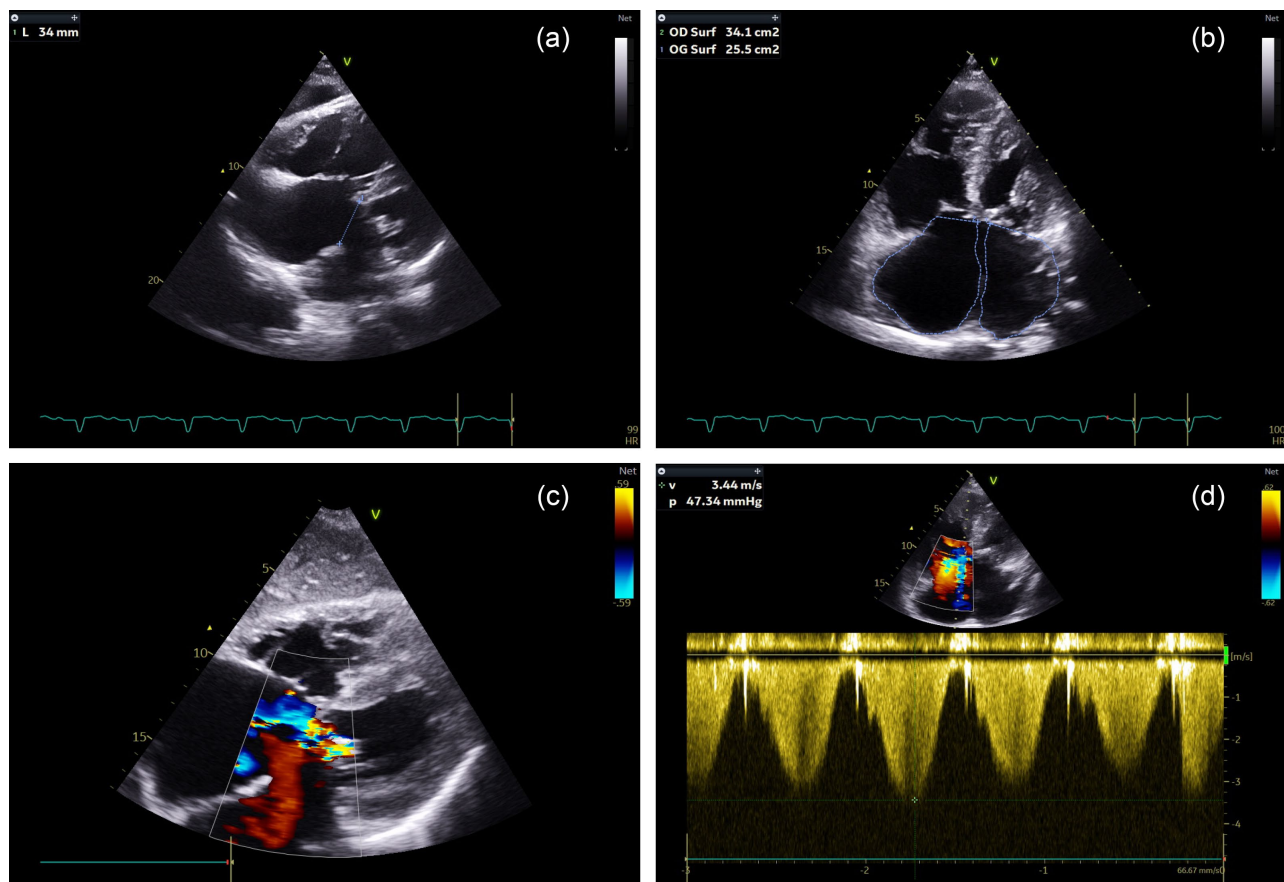 1 L 34 mm
(a)
Net
V
10
20
99
HR
2 OD Surf 34.1 cm2
1 OG Surf 25.5 cm2
(b)
Net
V
5
10
15
100
HR
(c)
Net
59
-.59
V
5
10
15
v 3.44 m/s
p 47.34 mmHg
(d)
Net
.62
-.62
V
5
10
15
[m/s]
-1
-2
-3
-4
-3
-2
-1
0
66.67 mm/s